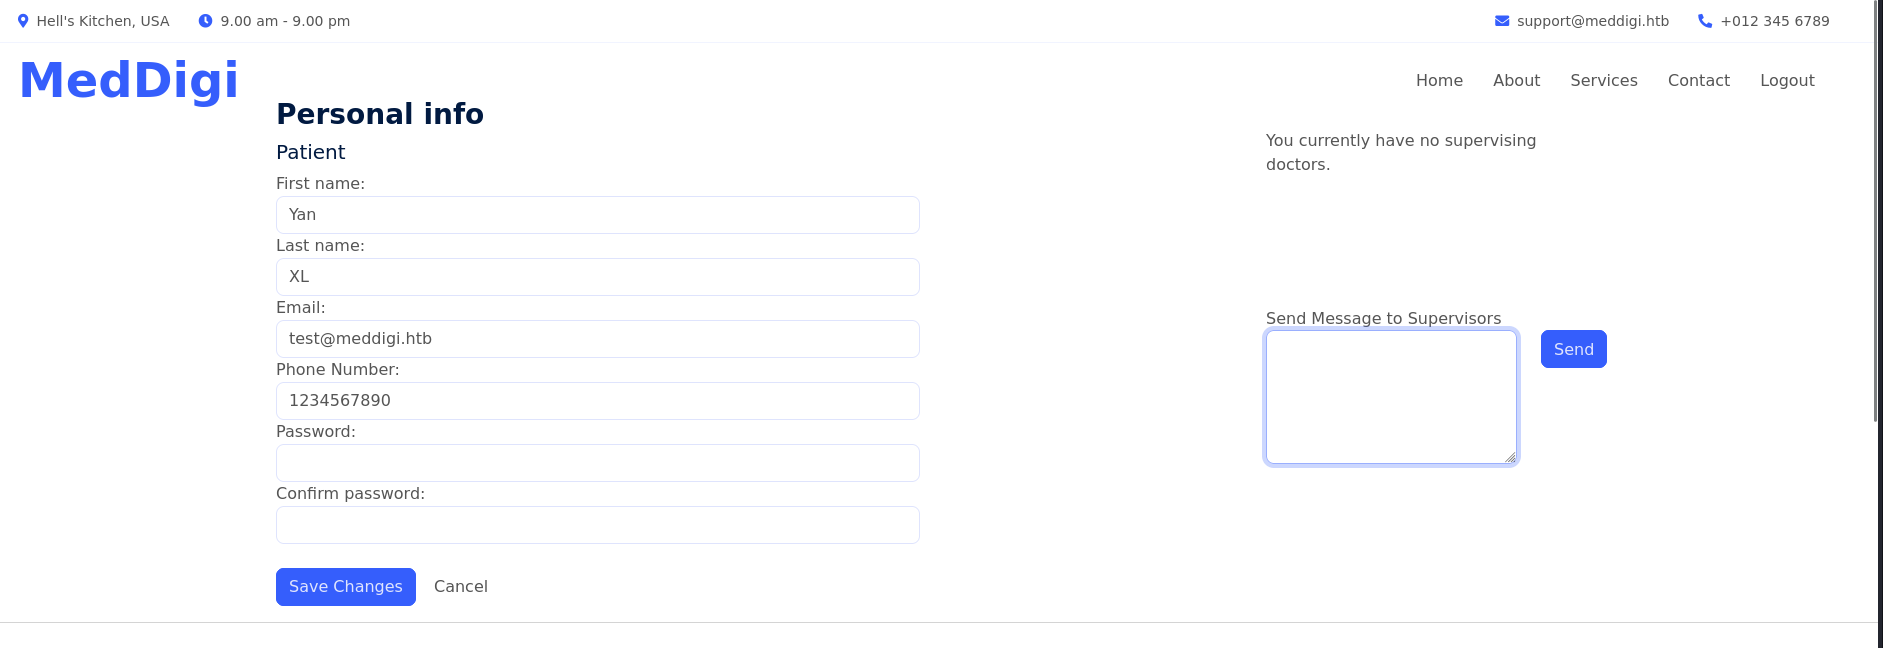 Hell's Kitchen, USA
9.00 am - 9.00 pm
support@meddigi.htb
+012 345 6789
MedDigi
Home
About
Services
Contact
Logout
Personal info
Patient
First name:
Yan
Last name:
XL
Email:
test@meddigi.htb
Phone Number:
1234567890
Password:
Confirm password:
Save Changes
Cancel
You currently have no supervising
doctors.
Send Message to Supervisors
Send